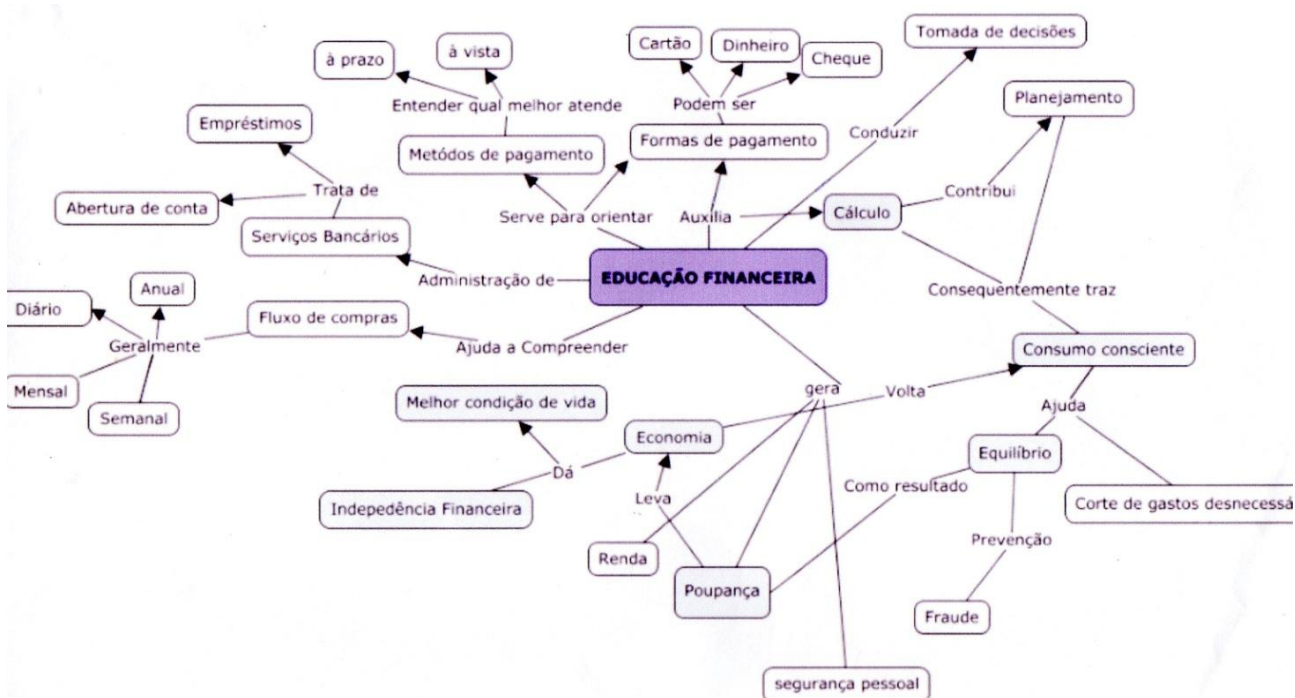 Tomada de decisões
Cartão
Dinheiro
Cheque
à vista
à prazo
Entender qual melhor atende
Podem ser
Planejamento
Empréstimos
Conduzir
Metódos de pagamento
Formas de pagamento
Trata de
Contribui
Abertura de conta
Serve para orientar
Auxilia
Cálculo
Serviços Bancários
Administração de
EDUCAÇÃO FINANCEIRA
Consequentemente traz
Anual
Diário
Fluxo de compras
Geralmente
Ajuda a Compreender
Consumo consciente
Mensal
Semanal
gera
Volta
Melhor condição de vida
Ajuda
Economia
Equilíbrio
Dá
Como resultado
Indepedência Financeira
Leva
Corte de gastos desnecessá
Prevenção
Renda
Poupança
Fraude
segurança pessoal